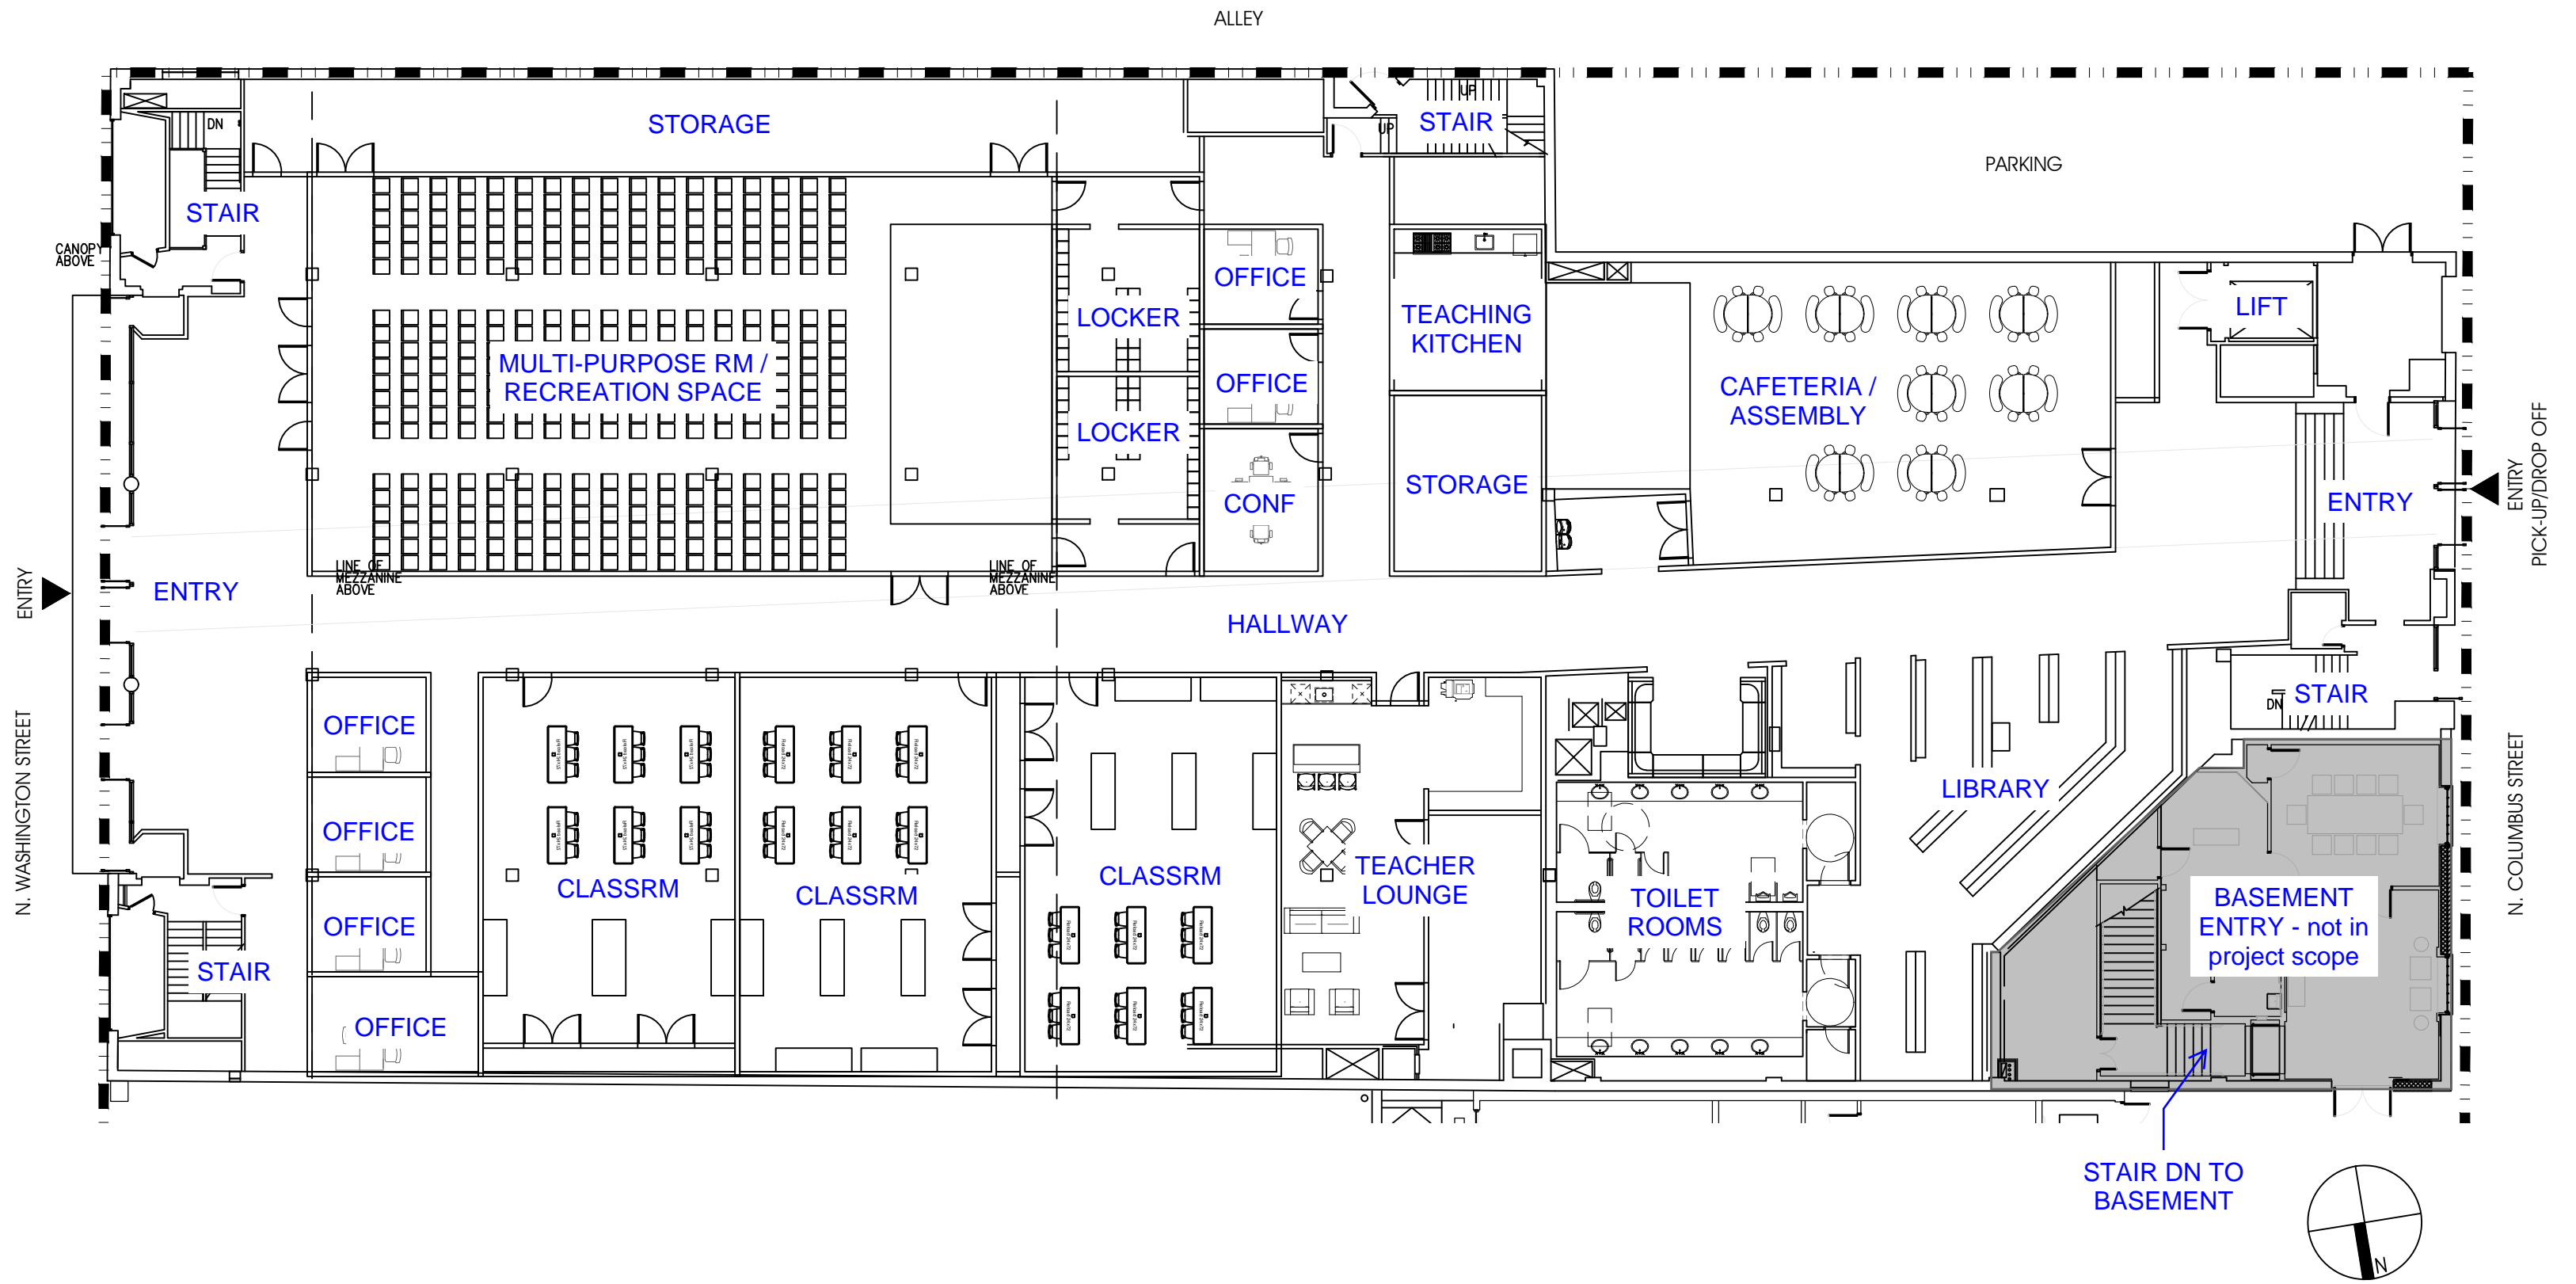 ALLEY
STORAGE
UP
UP
STAIR
DN
PARKING
STAIR
CANOPY
ABOVE
OFFICE
LOCKER
TEACHING
KITCHEN
LIFT
MULTI-PURPOSE RM /
RECREATION SPACE
OFFICE
CAFETERIA /
ASSEMBLY
LOCKER
STORAGE
CONF
ENTRY
ENTRY
PICK-UP/DROP OFF
LINE OF
MEZZANINE
ABOVE
LINE OF
MEZZANINE
ABOVE
ENTRY
ENTRY
HALLWAY
STAIR
DN
OFFICE
N. WASHINGTON STREET
LIBRARY
N. COLUMBUS STREET
OFFICE
CLASSRM
CLASSRM
CLASSRM
TEACHER
LOUNGE
TOILET
ROOMS
BASEMENT
ENTRY - not in
project scope
OFFICE
STAIR
OFFICE
STAIR DN TO
BASEMENT
N